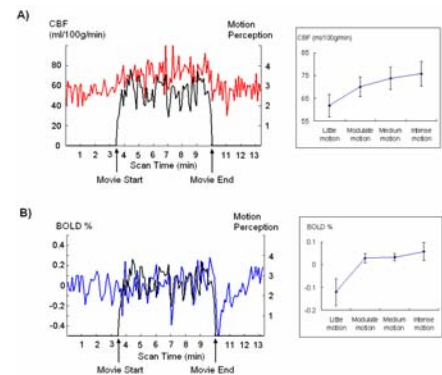 A)
CBF
(ml/100g/min)
Motion
Perception
100
80
60
40
20
0
4
3
2
1
1 2 3 4 5 6 7 8 9 11 12 13
Scan Time (min)
Movie Start
Movie End
CBF (ml/100g/min)
95
85
75
65
55
Little motion
Modulate motion
Medium motion
Intense motion
B)
BOLD %
Motion
Perception
0.4
0.2
0
-0.2
-0.4
4
3
2
1
1 2 3 4 5 6 7 8 9 11 12 13
Scan Time (min)
Movie Start
Movie End
BOLD %
0.1
0
-0.1
-0.2
Little motion
Modulate motion
Medium motion
Intense motion